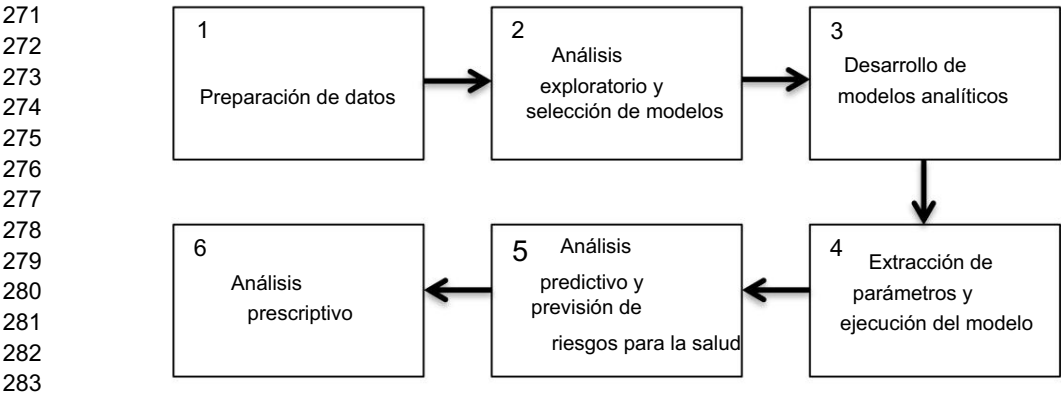 271
272
273
274
275
276
277
278
279
280
281
282
283
1
Preparación de datos
2
Análisis
exploratorio y
selección de modelos
3
Desarrollo de
modelos analíticos
4
Extracción de
parámetros y
ejecución del modelo
5
Análisis
predictivo y
previsión de
riesgos para la salud
6
Análisis
prescriptivo